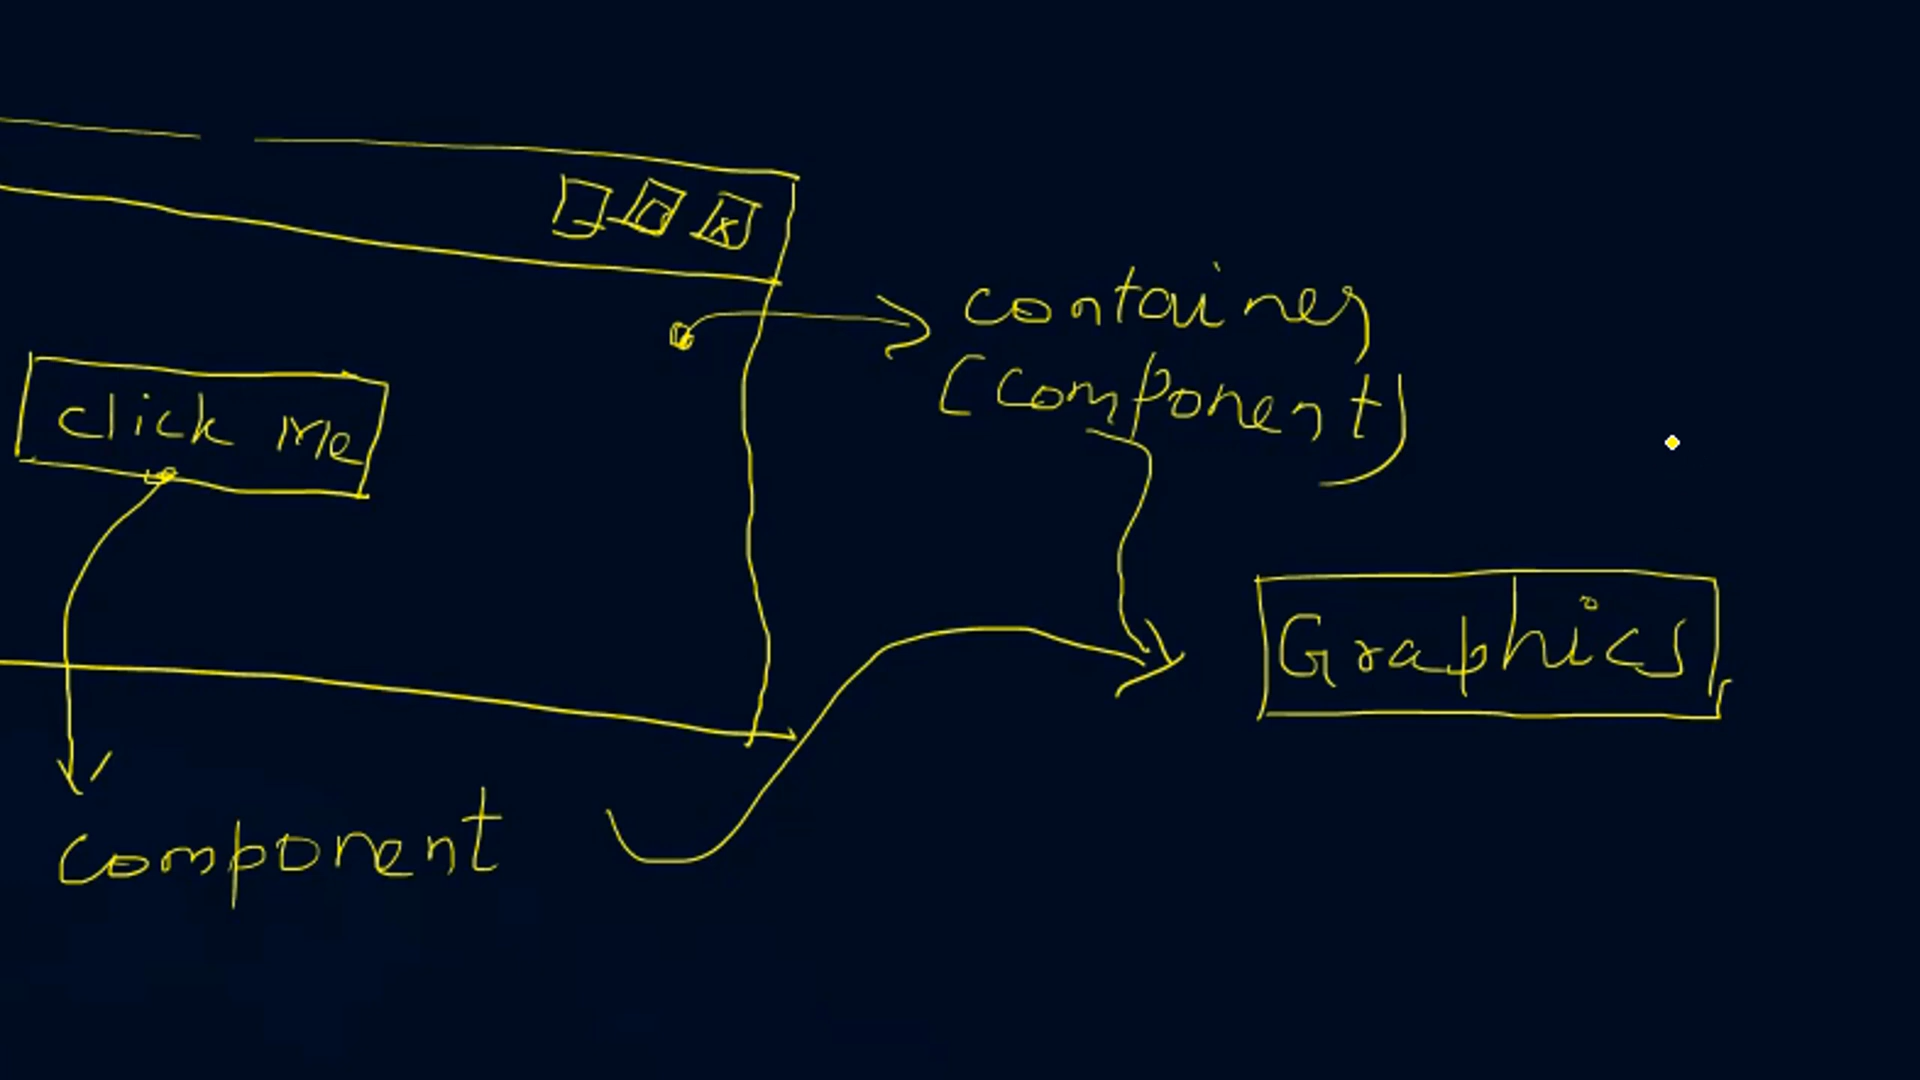 container
(component)
click Me
Graphics
component